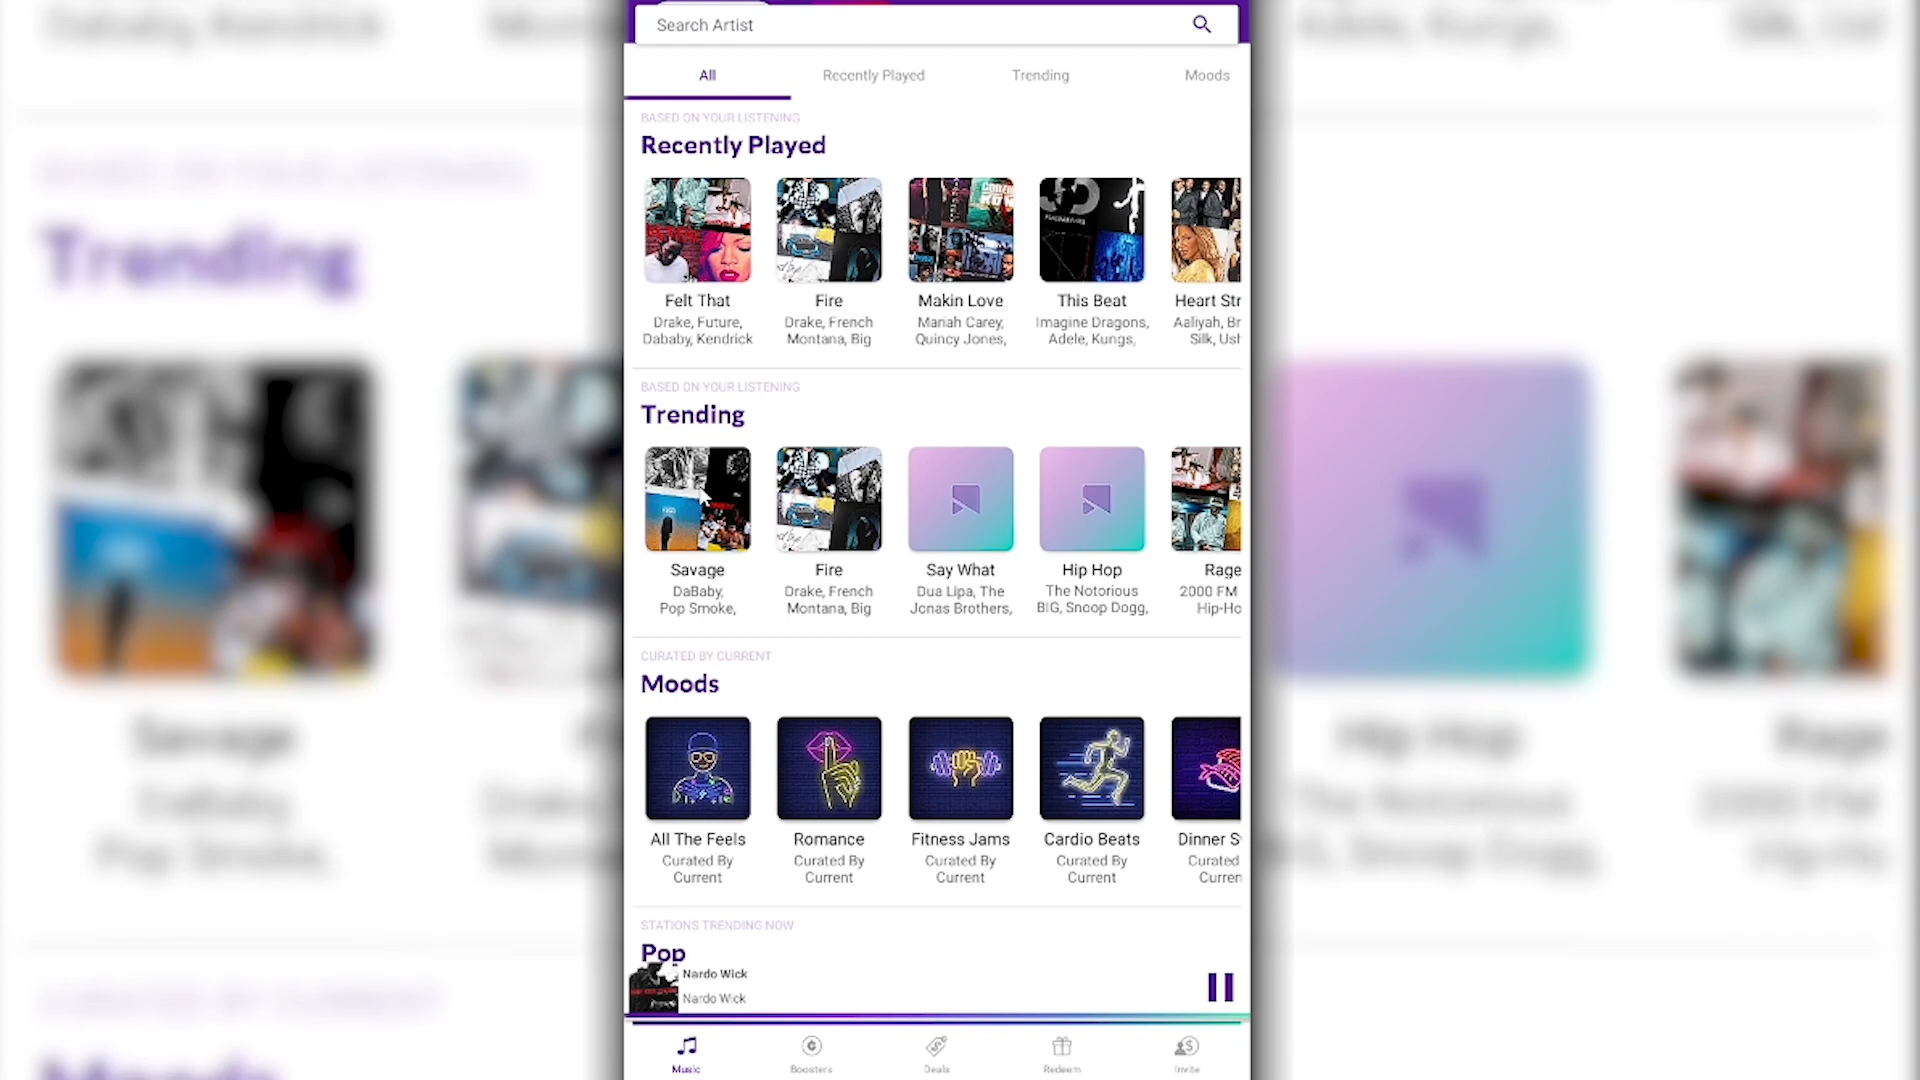 Search Artist
All
Recently Played
Trending
Moods
BASED ON YOUR LISTENING
Recently Played
Felt That
Drake, Future,
Dababy, Kendrick
Fire
Drake, French
Montana, Big
Makin Love
Mariah Carey,
Quincy Jones,
This Beat
Imagine Dragons,
Adele, Kungs,
Heart Str
Aaliyah, Br
Silk, Ush
BASED ON YOUR LISTENING
Trending
Savage
DaBaby,
Pop Smoke,
Fire
Drake, French
Montana, Big
Say What
Dua Lipa, The
Jonas Brothers,
Hip Hop
The Notorious
BIG, Snoop Dogg,
Rage
2000 FM
Hip-Ho
CURATED BY CURRENT
Moods
All The Feels
Curated By
Current
Romance
Curated By
Current
Fitness Jams
Curated By
Current
Cardio Beats
Curated By
Current
Dinner
Curated
Curren
STATIONS TRENDING NOW
Pop
Nardo Wick
Nardo Wick
Music
Boosters
Deals
Redeem
Invite